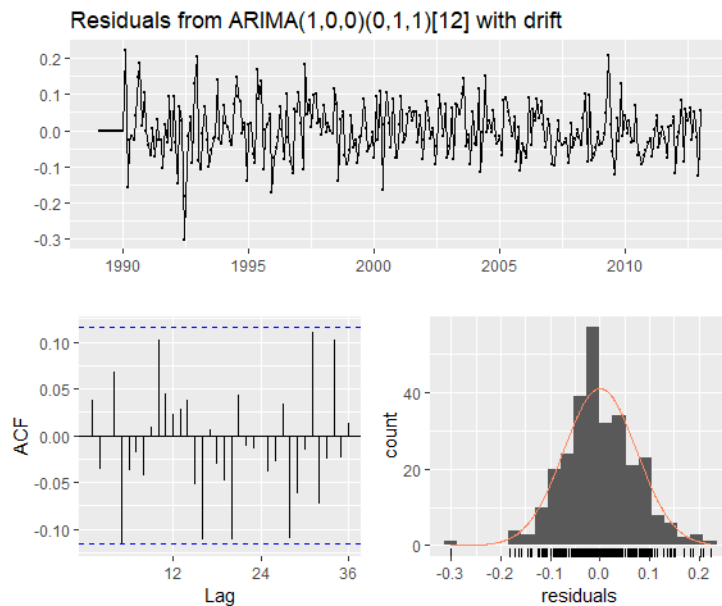 Residuals from ARIMA(1,0,0)(0,1,1)[12] with drift
0.2
0.1
0.0
-0.1
-0.2
-0.3
1990 1995 2000 2005 2010
0.10
0.05
0.00
-0.05
-0.10
ACF
12 24 36
Lag
40
20
0
count
-0.3 -0.2 -0.1 0.0 0.1 0.2
residuals